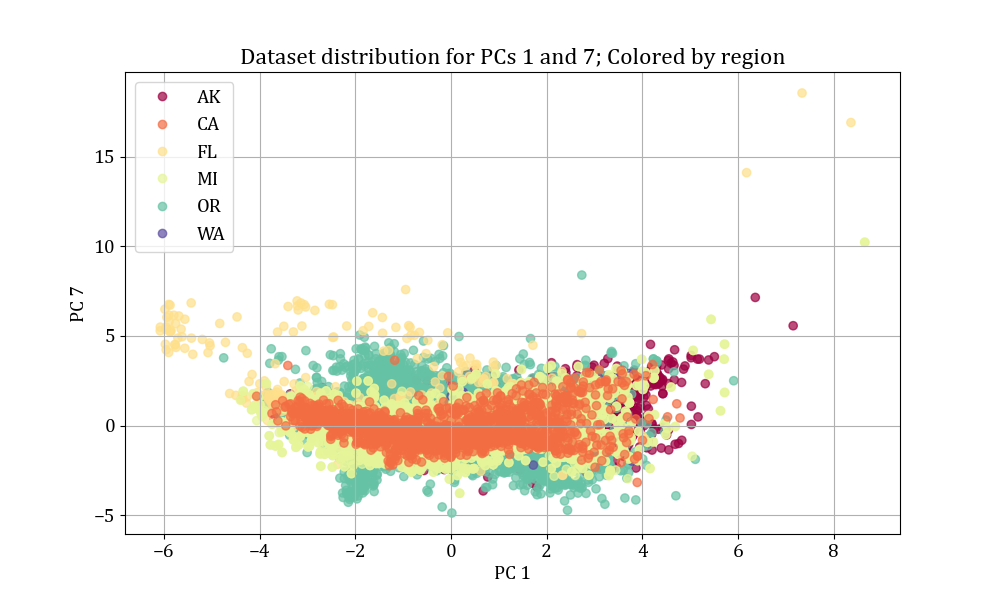 Dataset distribution for PCs 1 and 7; Colored by region
AK
CA
FL
MI
OR
WA
15
10
5
0
−5
PC 7
−6
−4
−2
0
2
4
6
8
PC 1